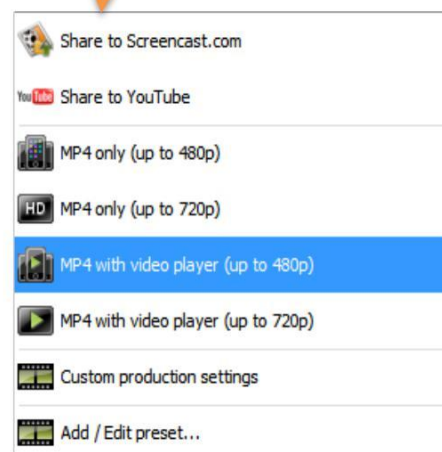 Share to Screencast.com
You Tube Share to YouTube
MP4 only (up to 480p)
HD MP4 only (up to 720p)
MP4 with video player (up to 480p)
MP4 with video player (up to 720p)
Custom production settings
Add / Edit preset...